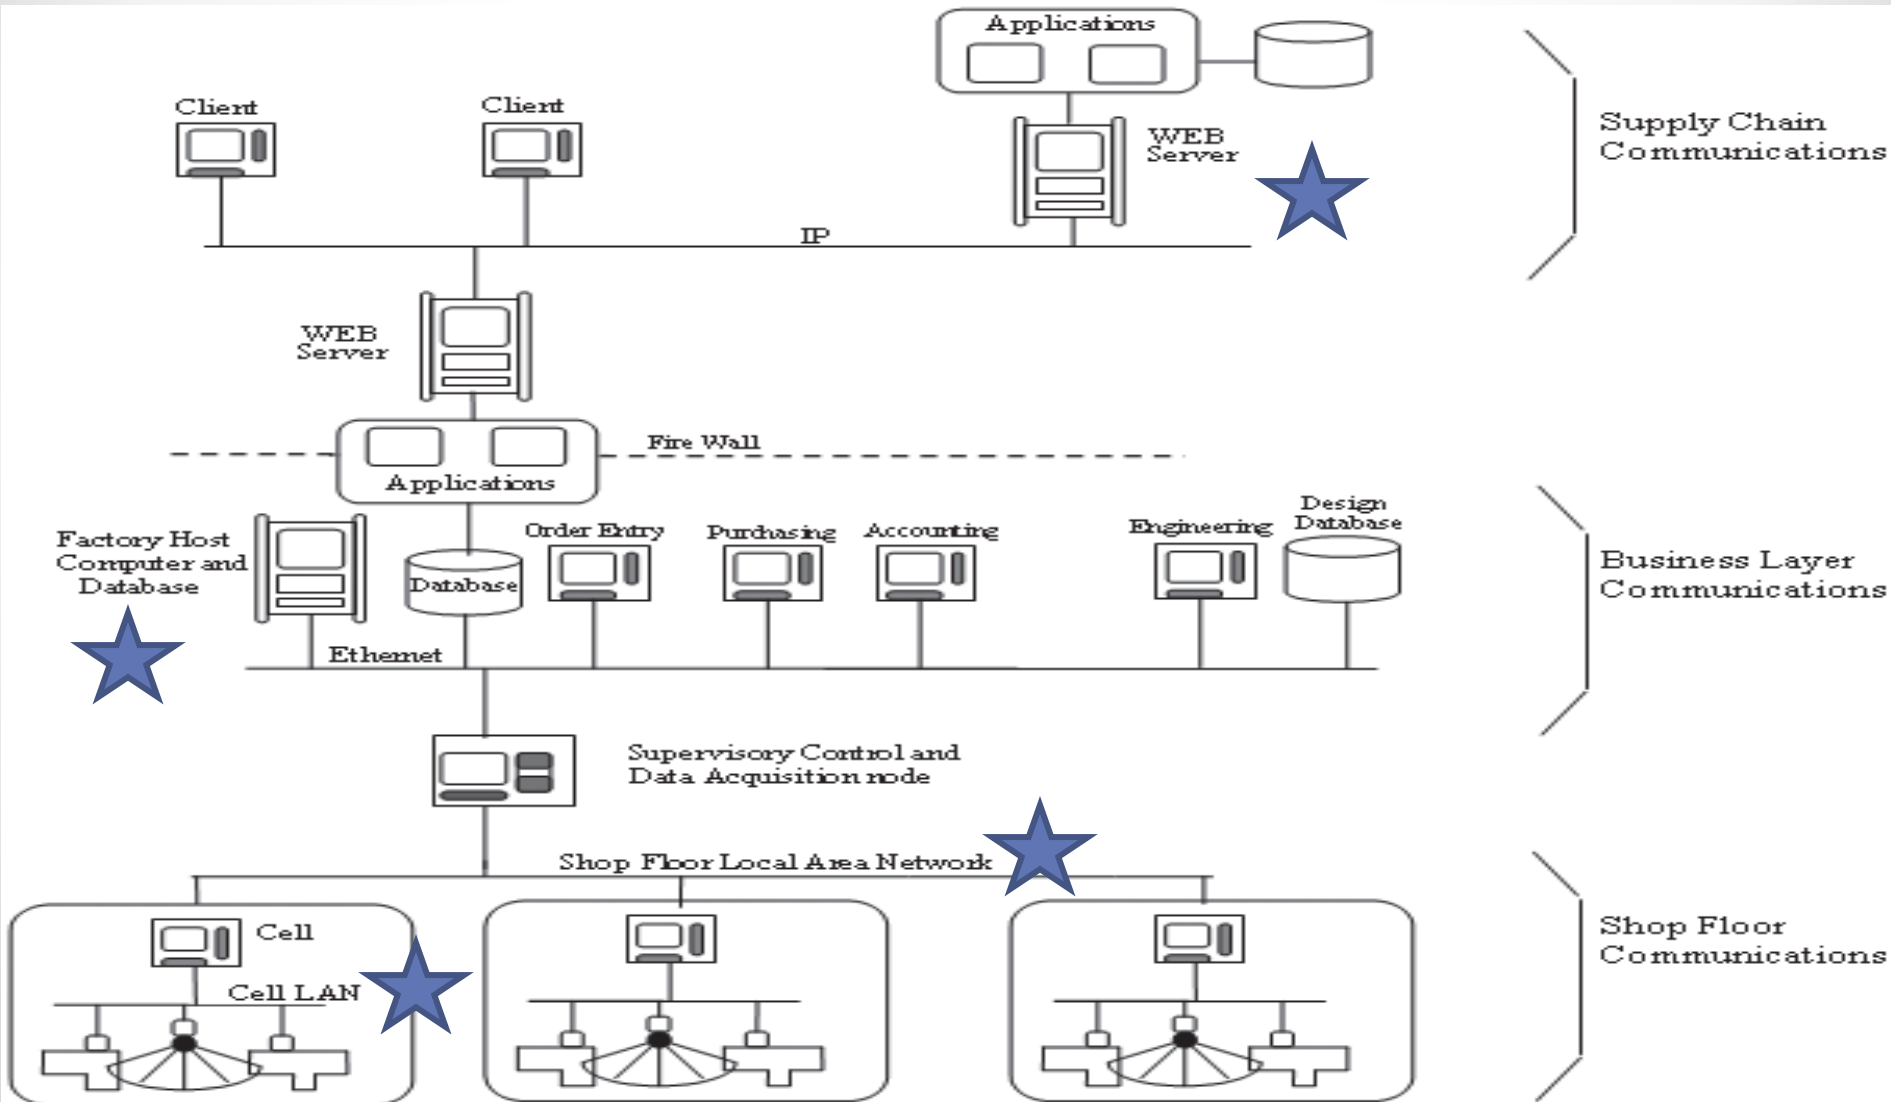 Applications
Client
Client
WEB
Server
Supply Chain
Communications
IP
WEB
Server
Fire Wall
Applications
Factory Host
Computer and
Database
Database
Order Entry
Purchasing
Accounting
Engineering
Design
Database
Business Layer
Communications
Ethernet
Supervisory Control and
Data Acquisition node
Shop Floor Local Area Network
Cell
Cell LAN
Shop Floor
Communications